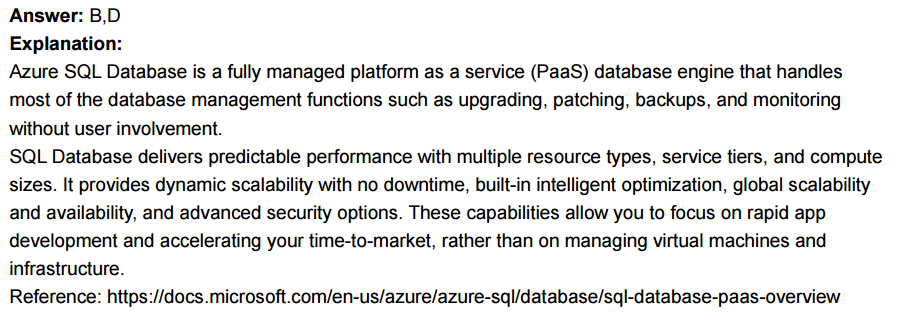 Answer: B,D
Explanation:
Azure SQL Database is a fully managed platform as a service (PaaS) database engine that handles
most of the database management functions such as upgrading, patching, backups, and monitoring
without user involvement.
SQL Database delivers predictable performance with multiple resource types, service tiers, and compute
sizes. It provides dynamic scalability with no downtime, built-in intelligent optimization, global scalability
and availability, and advanced security options. These capabilities allow you to focus on rapid app
development and accelerating your time-to-market, rather than on managing virtual machines and
infrastructure.
Reference: https://docs.microsoft.com/en-us/azure/azure-sql/database/sql-database-paas-overview